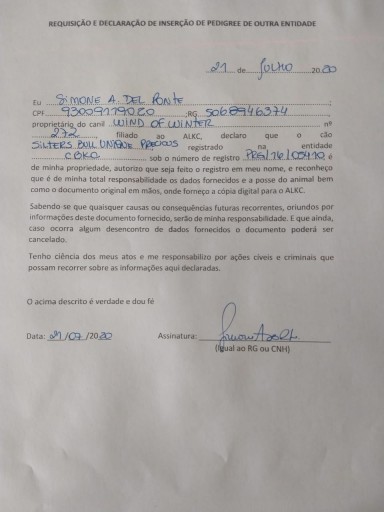 REQUISIÇÃO E DECLARAÇÃO DE INSERÇÃO DE PEDIGREE DE OUTRA ENTIDADE
21 de JULHO 2020
Eu SIMONE A. DEL PONTE
CPF 93009179020 RG 5068946374
proprietário do canil WIND OF WINTER nº
272 filiado ao ALKC, declaro que o cão
SILTERS BULL UNIQUE PRECIOUS registrado na entidade
CBKC sob o número de registro é
de minha propriedade, autorizo que seja feito o registro em meu nome, e reconheço
que é de minha total responsabilidade os dados fornecidos e a posse do animal bem
como o documento original em mãos, onde forneço a cópia digital para o ALKC.
Sabendo-se que quaisquer causas ou consequências futuras recorrentes, oriundos por
informações deste documento fornecido, serão de minha responsabilidade. E que ainda,
caso ocorra algum desencontro de dados fornecidos o documento poderá ser
cancelado.
Tenho ciência dos meus atos e me responsabilizo por ações cíveis e criminais que
possam recorrer sobre as informações aqui declaradas.
O acima descrito é verdade e dou fé
Data: 21/07/2020 Assinatura:
(Igual ao RG ou CNH)